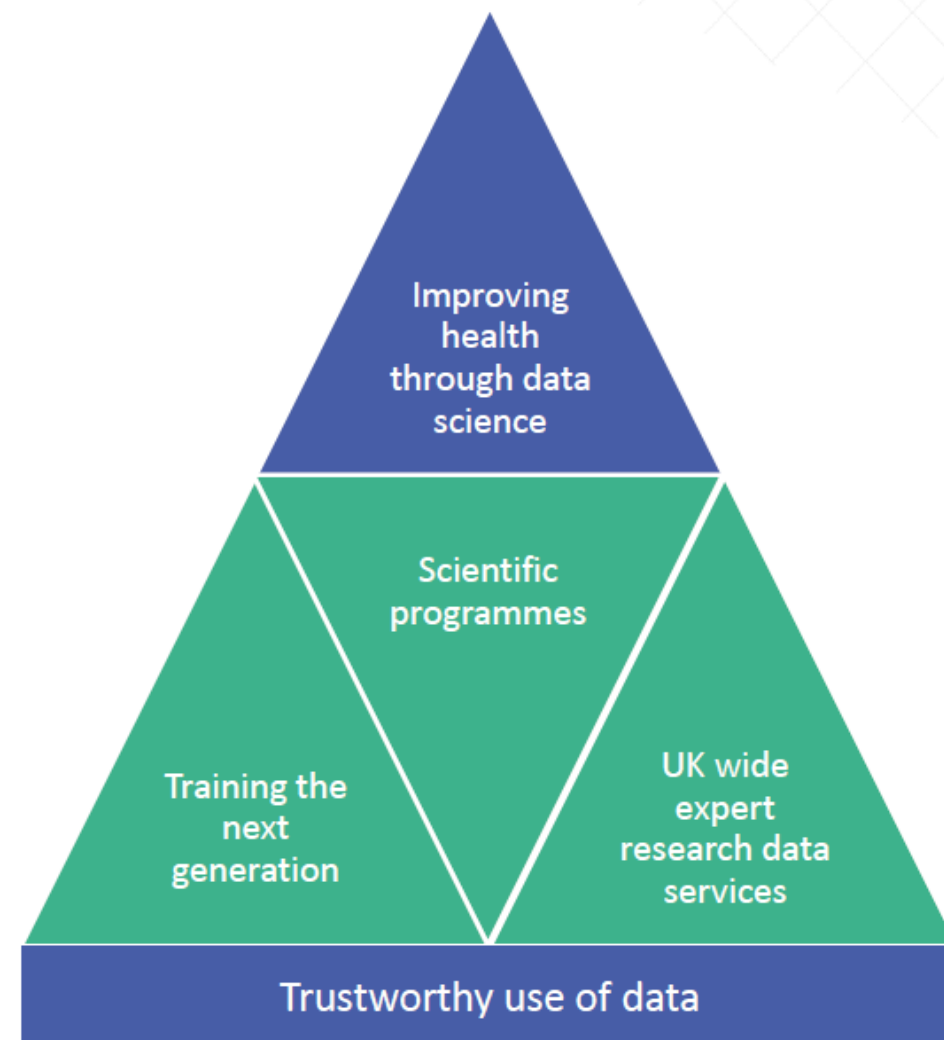 Improving
health
through data
science
Scientific
programmes
Training the
next
generation
UK wide
expert
research data
services
Trustworthy use of data